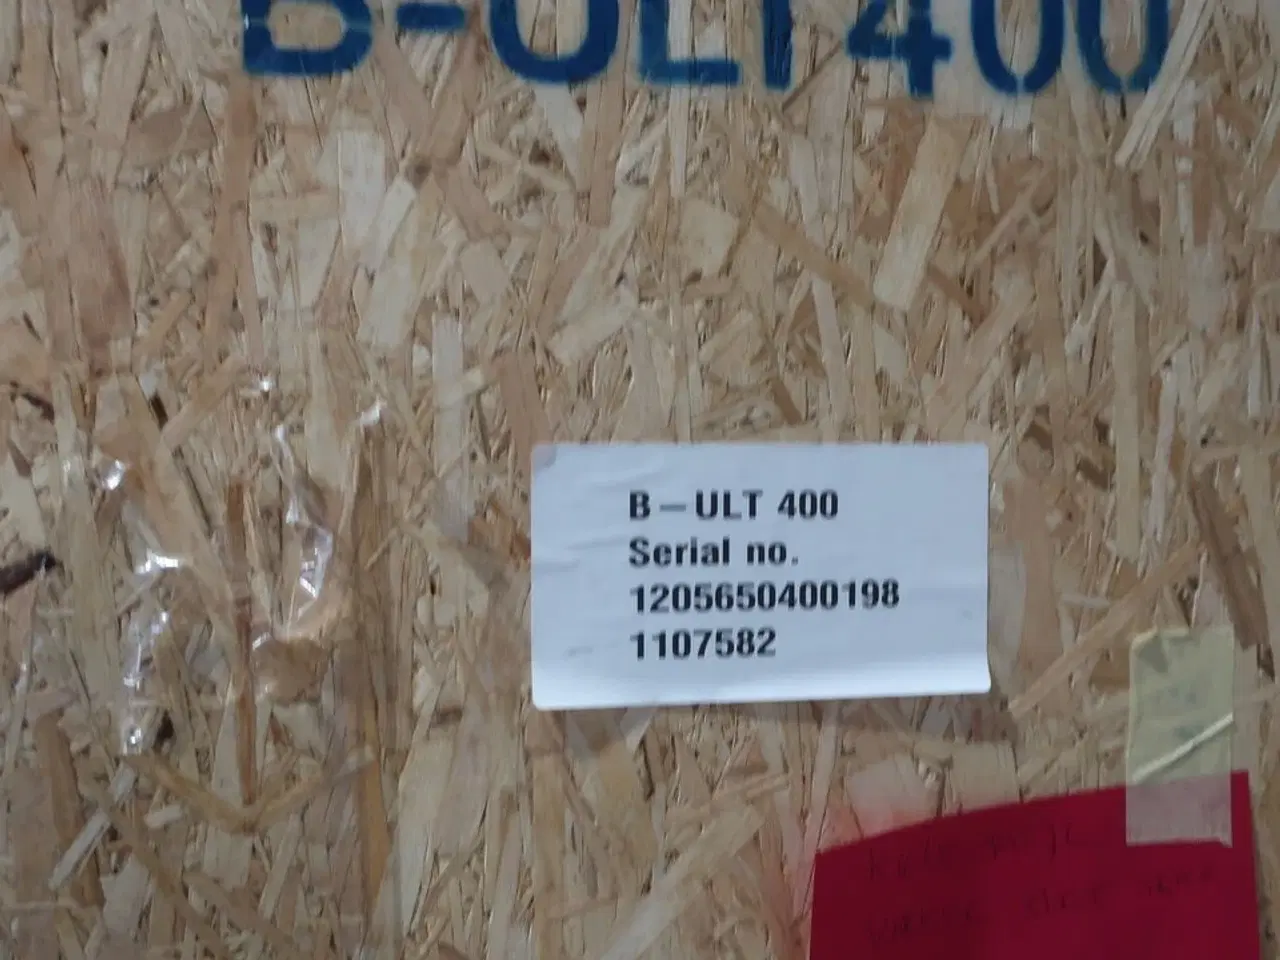 B-ULT400
B – ULT 400
Serial no.
1205650400198
1107582